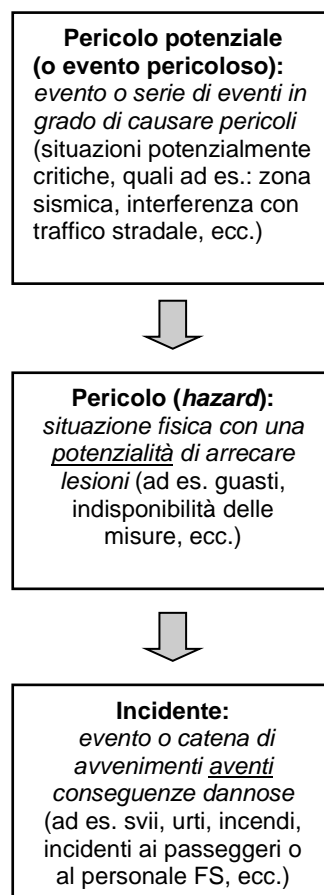 Pericolo potenziale
(o evento pericoloso):
evento o serie di eventi in
grado di causare pericoli
(situazioni potenzialmente
critiche, quali ad es.: zona
sismica, interferenza con
traffico stradale, ecc.)
Pericolo (hazard):
situazione fisica con una
potenzialità di arrecare
lesioni (ad es. guasti,
indisponibilità delle
misure, ecc.)
Incidente:
evento o catena di
avvenimenti aventi
conseguenze dannose
(ad es. svii, urti, incendi,
incidenti ai passeggeri o
al personale FS, ecc.)